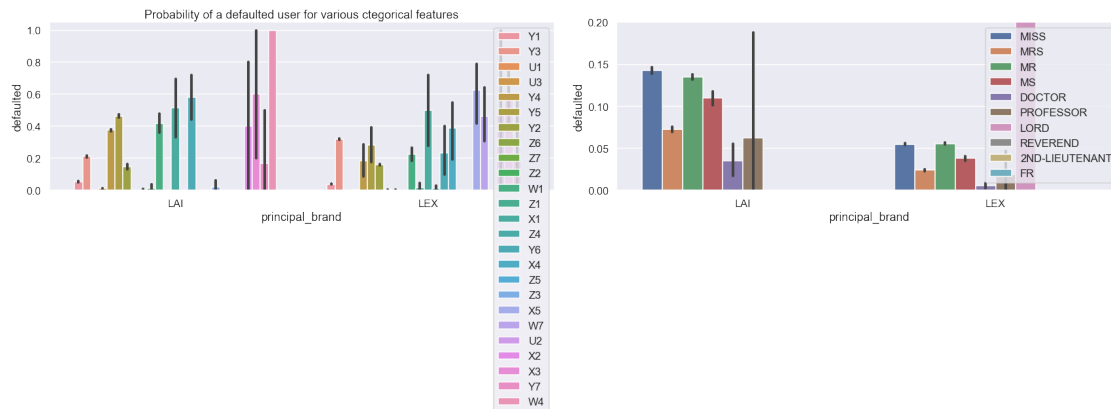 Probability of a defaulted user for various ctegorical features
defaulted
1.0
0.8
0.6
0.4
0.2
0.0
LAI
LEX
principal_brand
Y1
Y3
U1
U3
Y4
Y5
Y2
Z6
Z7
Z2
W1
Z1
X1
Z4
Y6
X4
Z5
Z3
X5
W7
U2
X2
X3
Y7
W4
defaulted
0.20
0.15
0.10
0.05
0.00
LAI
LEX
principal_brand
MISS
MRS
MR
MS
DOCTOR
PROFESSOR
LORD
REVEREND
2ND-LIEUTENANT
FR